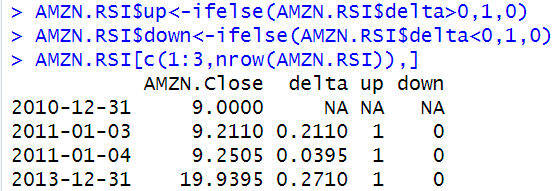 > AMZN.RSI$up<-ifelse(AMZN.RSI$delta>0,1,0)
> AMZN.RSI$down<-ifelse(AMZN.RSI$delta<0,1,0)
> AMZN.RSI[c(1:3,nrow(AMZN.RSI)),]
AMZN.Close delta up down
2010-12-31 9.0000 NA NA NA
2011-01-03 9.2110 0.2110 1 0
2011-01-04 9.2505 0.0395 1 0
2013-12-31 19.9395 0.2710 1 0